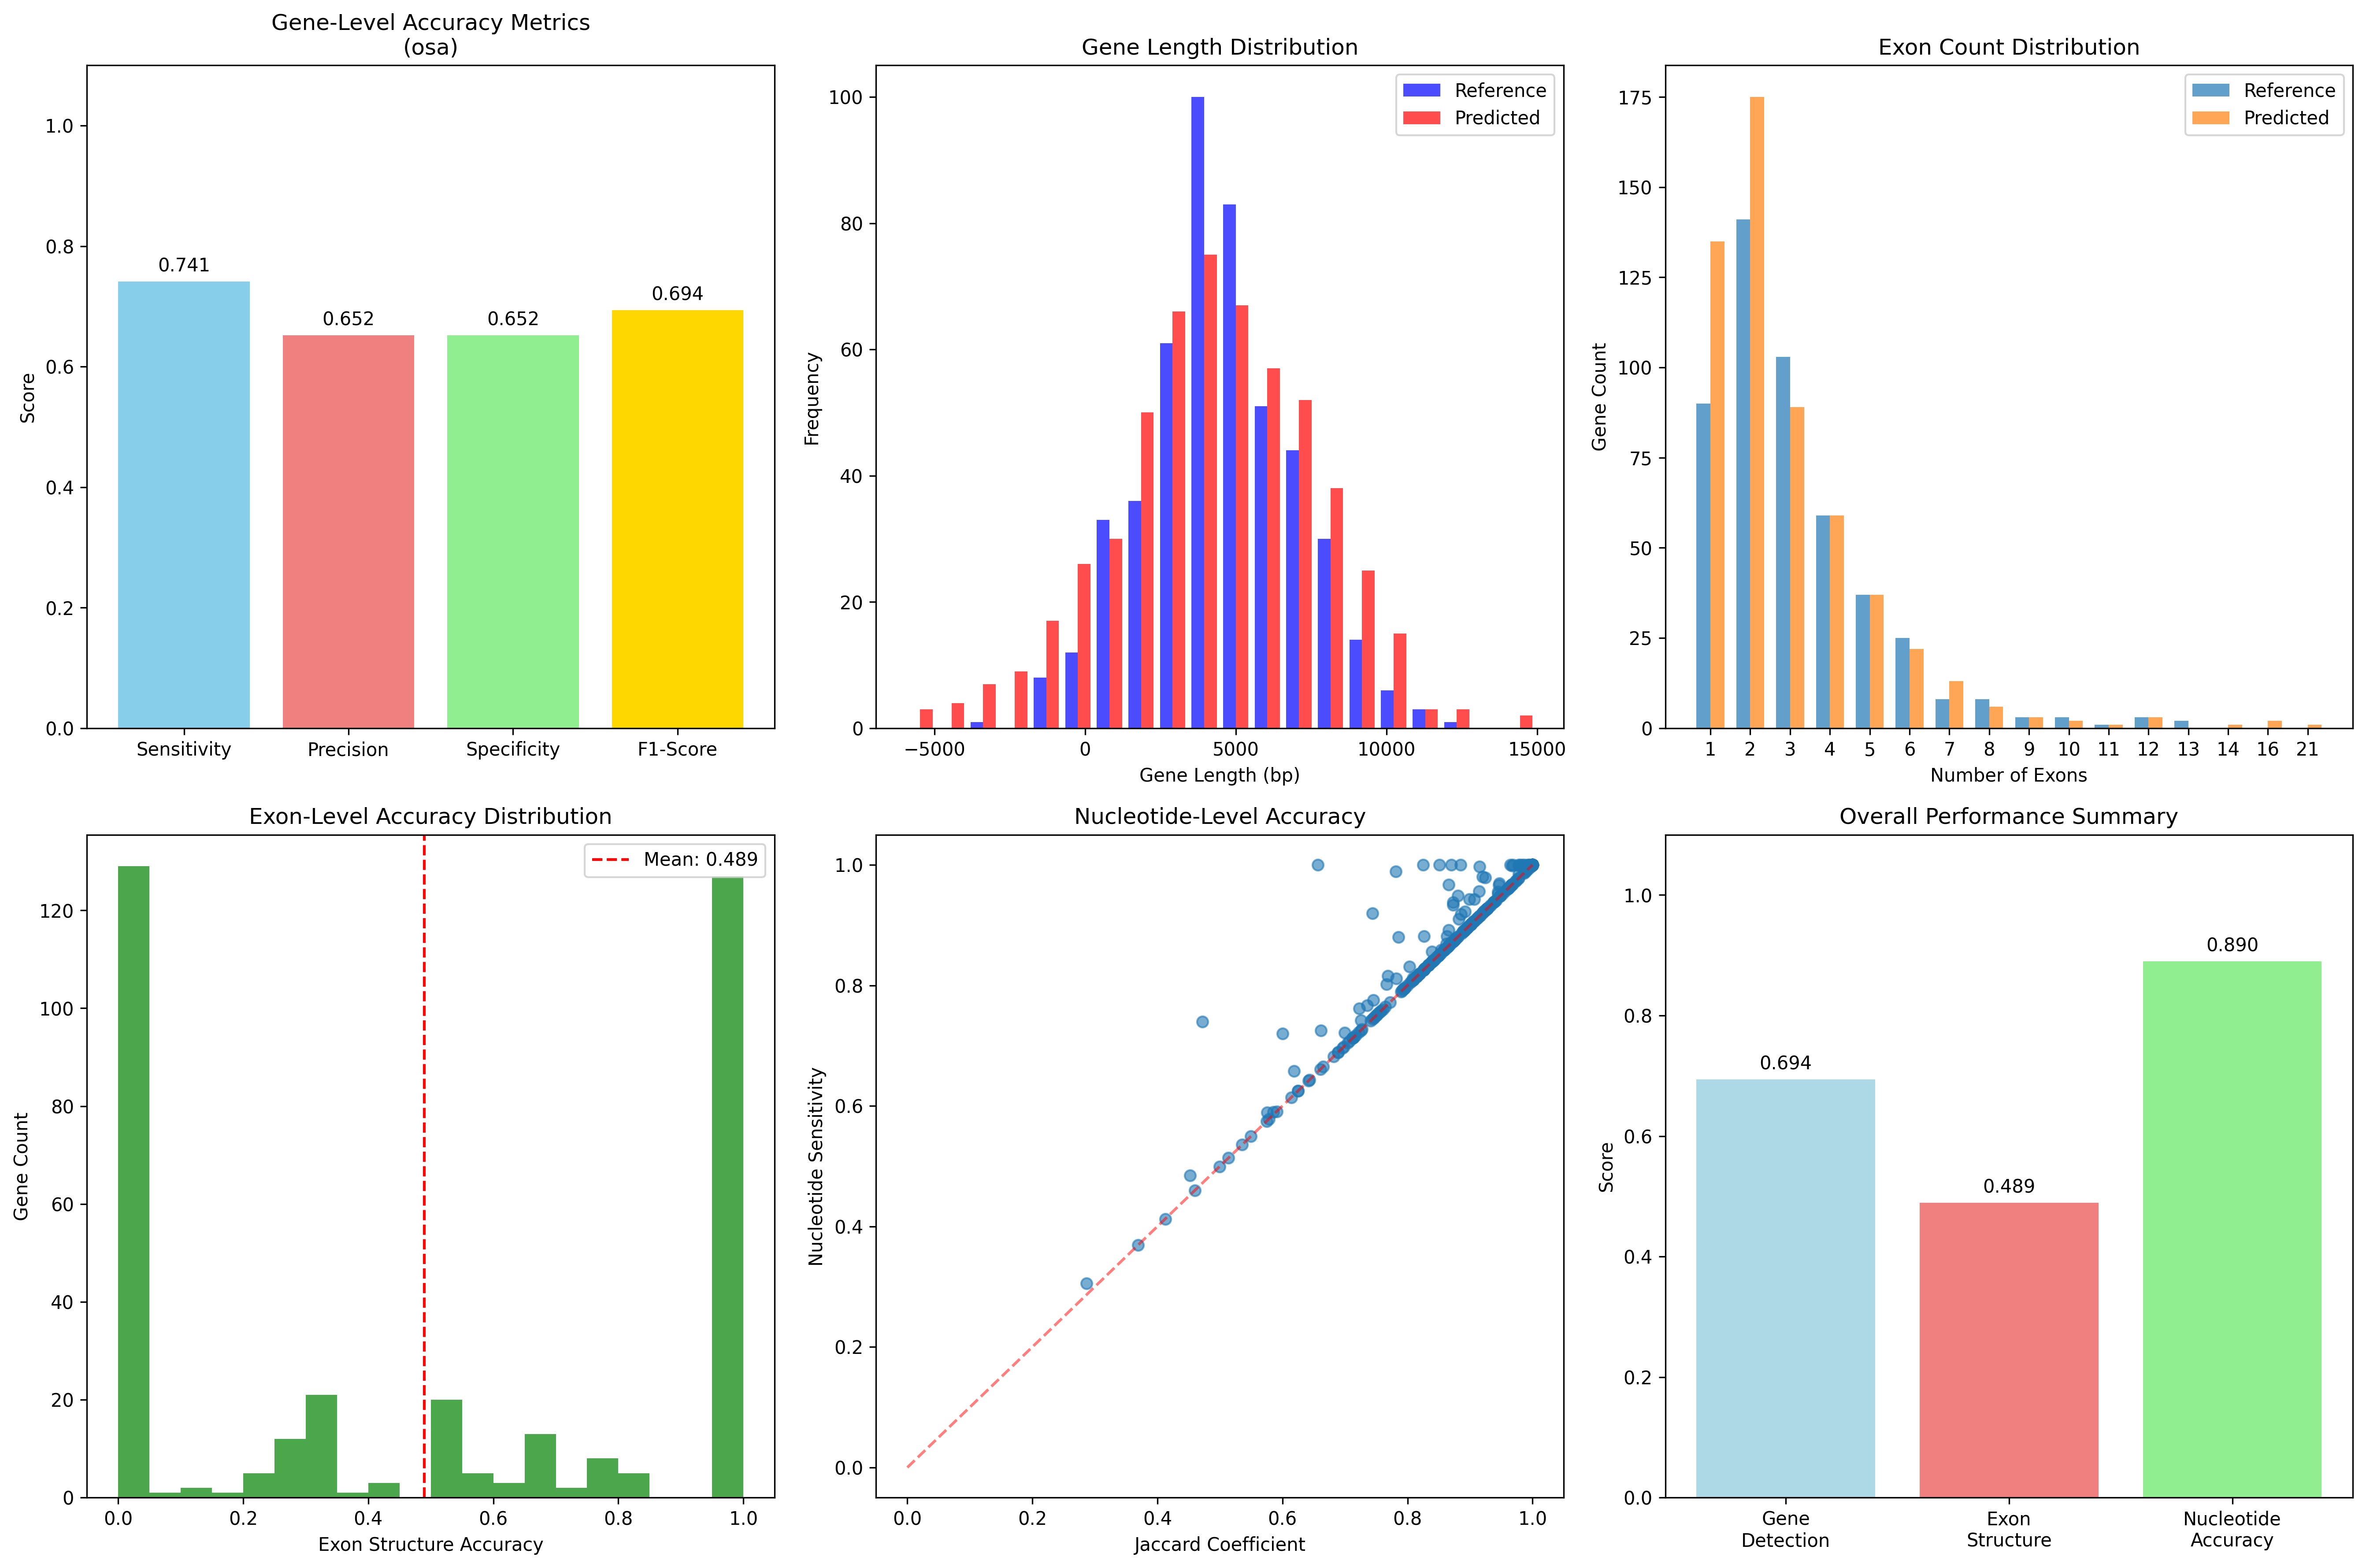 Gene-Level Accuracy Metrics
(osa)
Score
1.0
0.8
0.6
0.4
0.2
0.0
0.741
0.652
0.652
0.694
Sensitivity
Precision
Specificity
F1-Score
Gene Length Distribution
Reference
Predicted
Frequency
100
80
60
40
20
0
−5000
0
5000
10000
15000
Gene Length (bp)
Exon Count Distribution
Reference
Predicted
Gene Count
175
150
125
100
75
50
25
0
1
2
3
4
5
6
7
8
9
10
11
12
13
14
16
21
Number of Exons
Exon-Level Accuracy Distribution
Mean: 0.489
Gene Count
120
100
80
60
40
20
0
0.0
0.2
0.4
0.6
0.8
1.0
Exon Structure Accuracy
Nucleotide-Level Accuracy
Nucleotide Sensitivity
1.0
0.8
0.6
0.4
0.2
0.0
0.0
0.2
0.4
0.6
0.8
1.0
Jaccard Coefficient
Overall Performance Summary
Score
1.0
0.8
0.6
0.4
0.2
0.0
0.694
0.489
0.890
Gene
Detection
Exon
Structure
Nucleotide
Accuracy